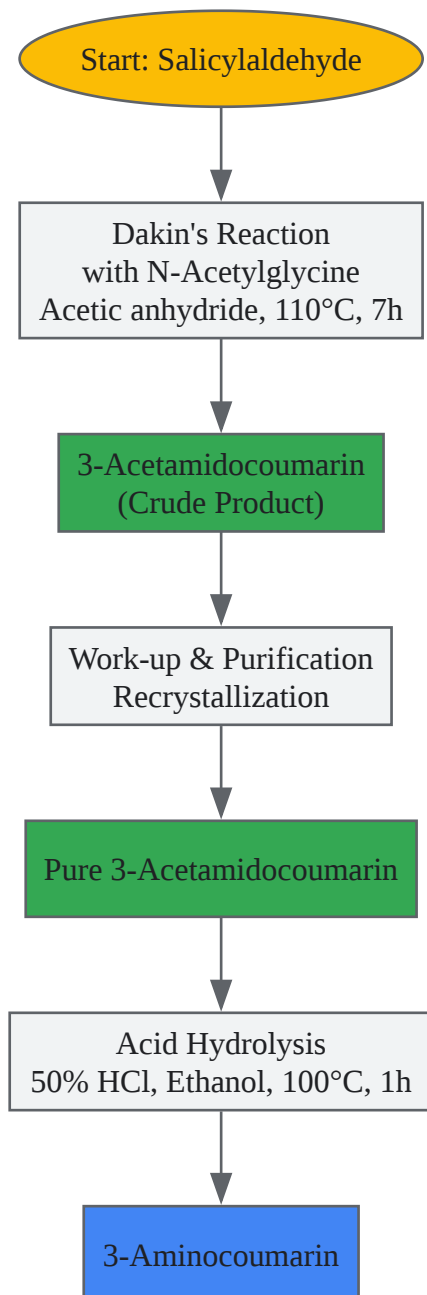 Start: Salicylaldehyde
Dakin's Reaction
with N-Acetylglycine
Acetic anhydride, 110°C, 7h
3-Acetamidocoumarin
(Crude Product)
Work-up & Purification
Recrystallization
Pure 3-Acetamidocoumarin
Acid Hydrolysis
50% HCl, Ethanol, 100°C, 1h
3-Aminocoumarin